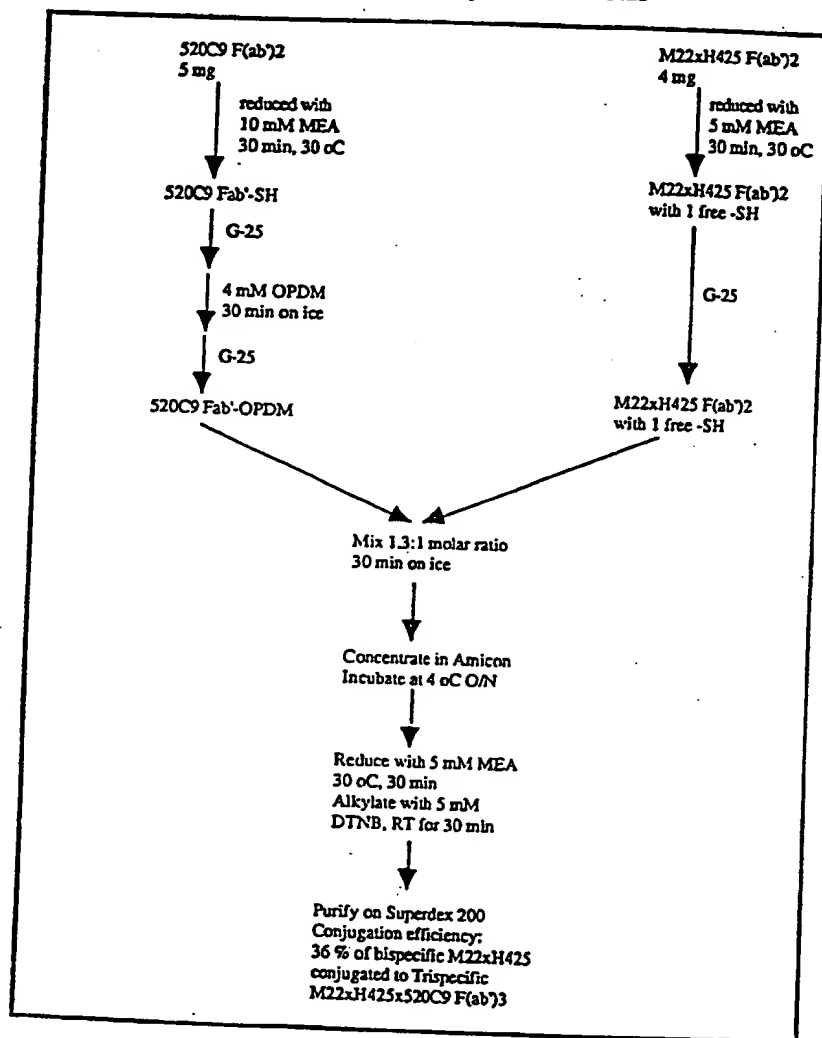 520C9 F(ab')2
5 mg
reduced with
10 mM MEA
30 min, 30 oC
520C9 Fab'-SH
G-25
4 mM OPDM
30 min on ice
G-25
520C9 Fab'-OPDM
M22xH425 F(ab')2
4 mg
reduced with
5 mM MEA
30 min, 30 oC
M22xH425 F(ab')2
with 1 free -SH
G-25
M22xH425 F(ab')2
with 1 free -SH
Mix 1.3:1 molar ratio
30 min on ice
Concentrate in Amicon
Incubate at 4 oC O/N
Reduce with 5 mM MEA
30 oC, 30 min
Alkylate with 5 mM
DTNB, RT for 30 min
Purify on Superdex 200
Conjugation efficiency:
36 % of bispecific M22xH425
conjugated to Trispecific
M22xH425x520C9 F(ab')3